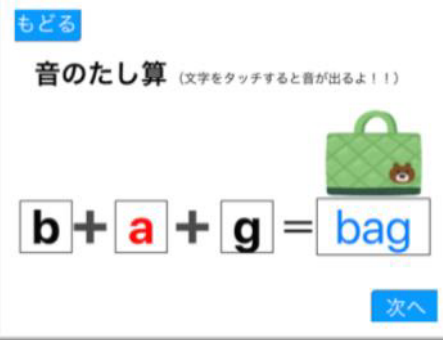 もどる
音のたし算 (文字をタッチすると音が出るよ！！)
b + a + g = bag
次へ